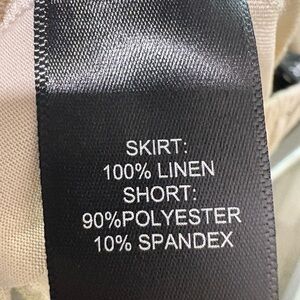 SKIRT:
100% LINEN
SHORT:
90%POLYESTER
10% SPANDEX